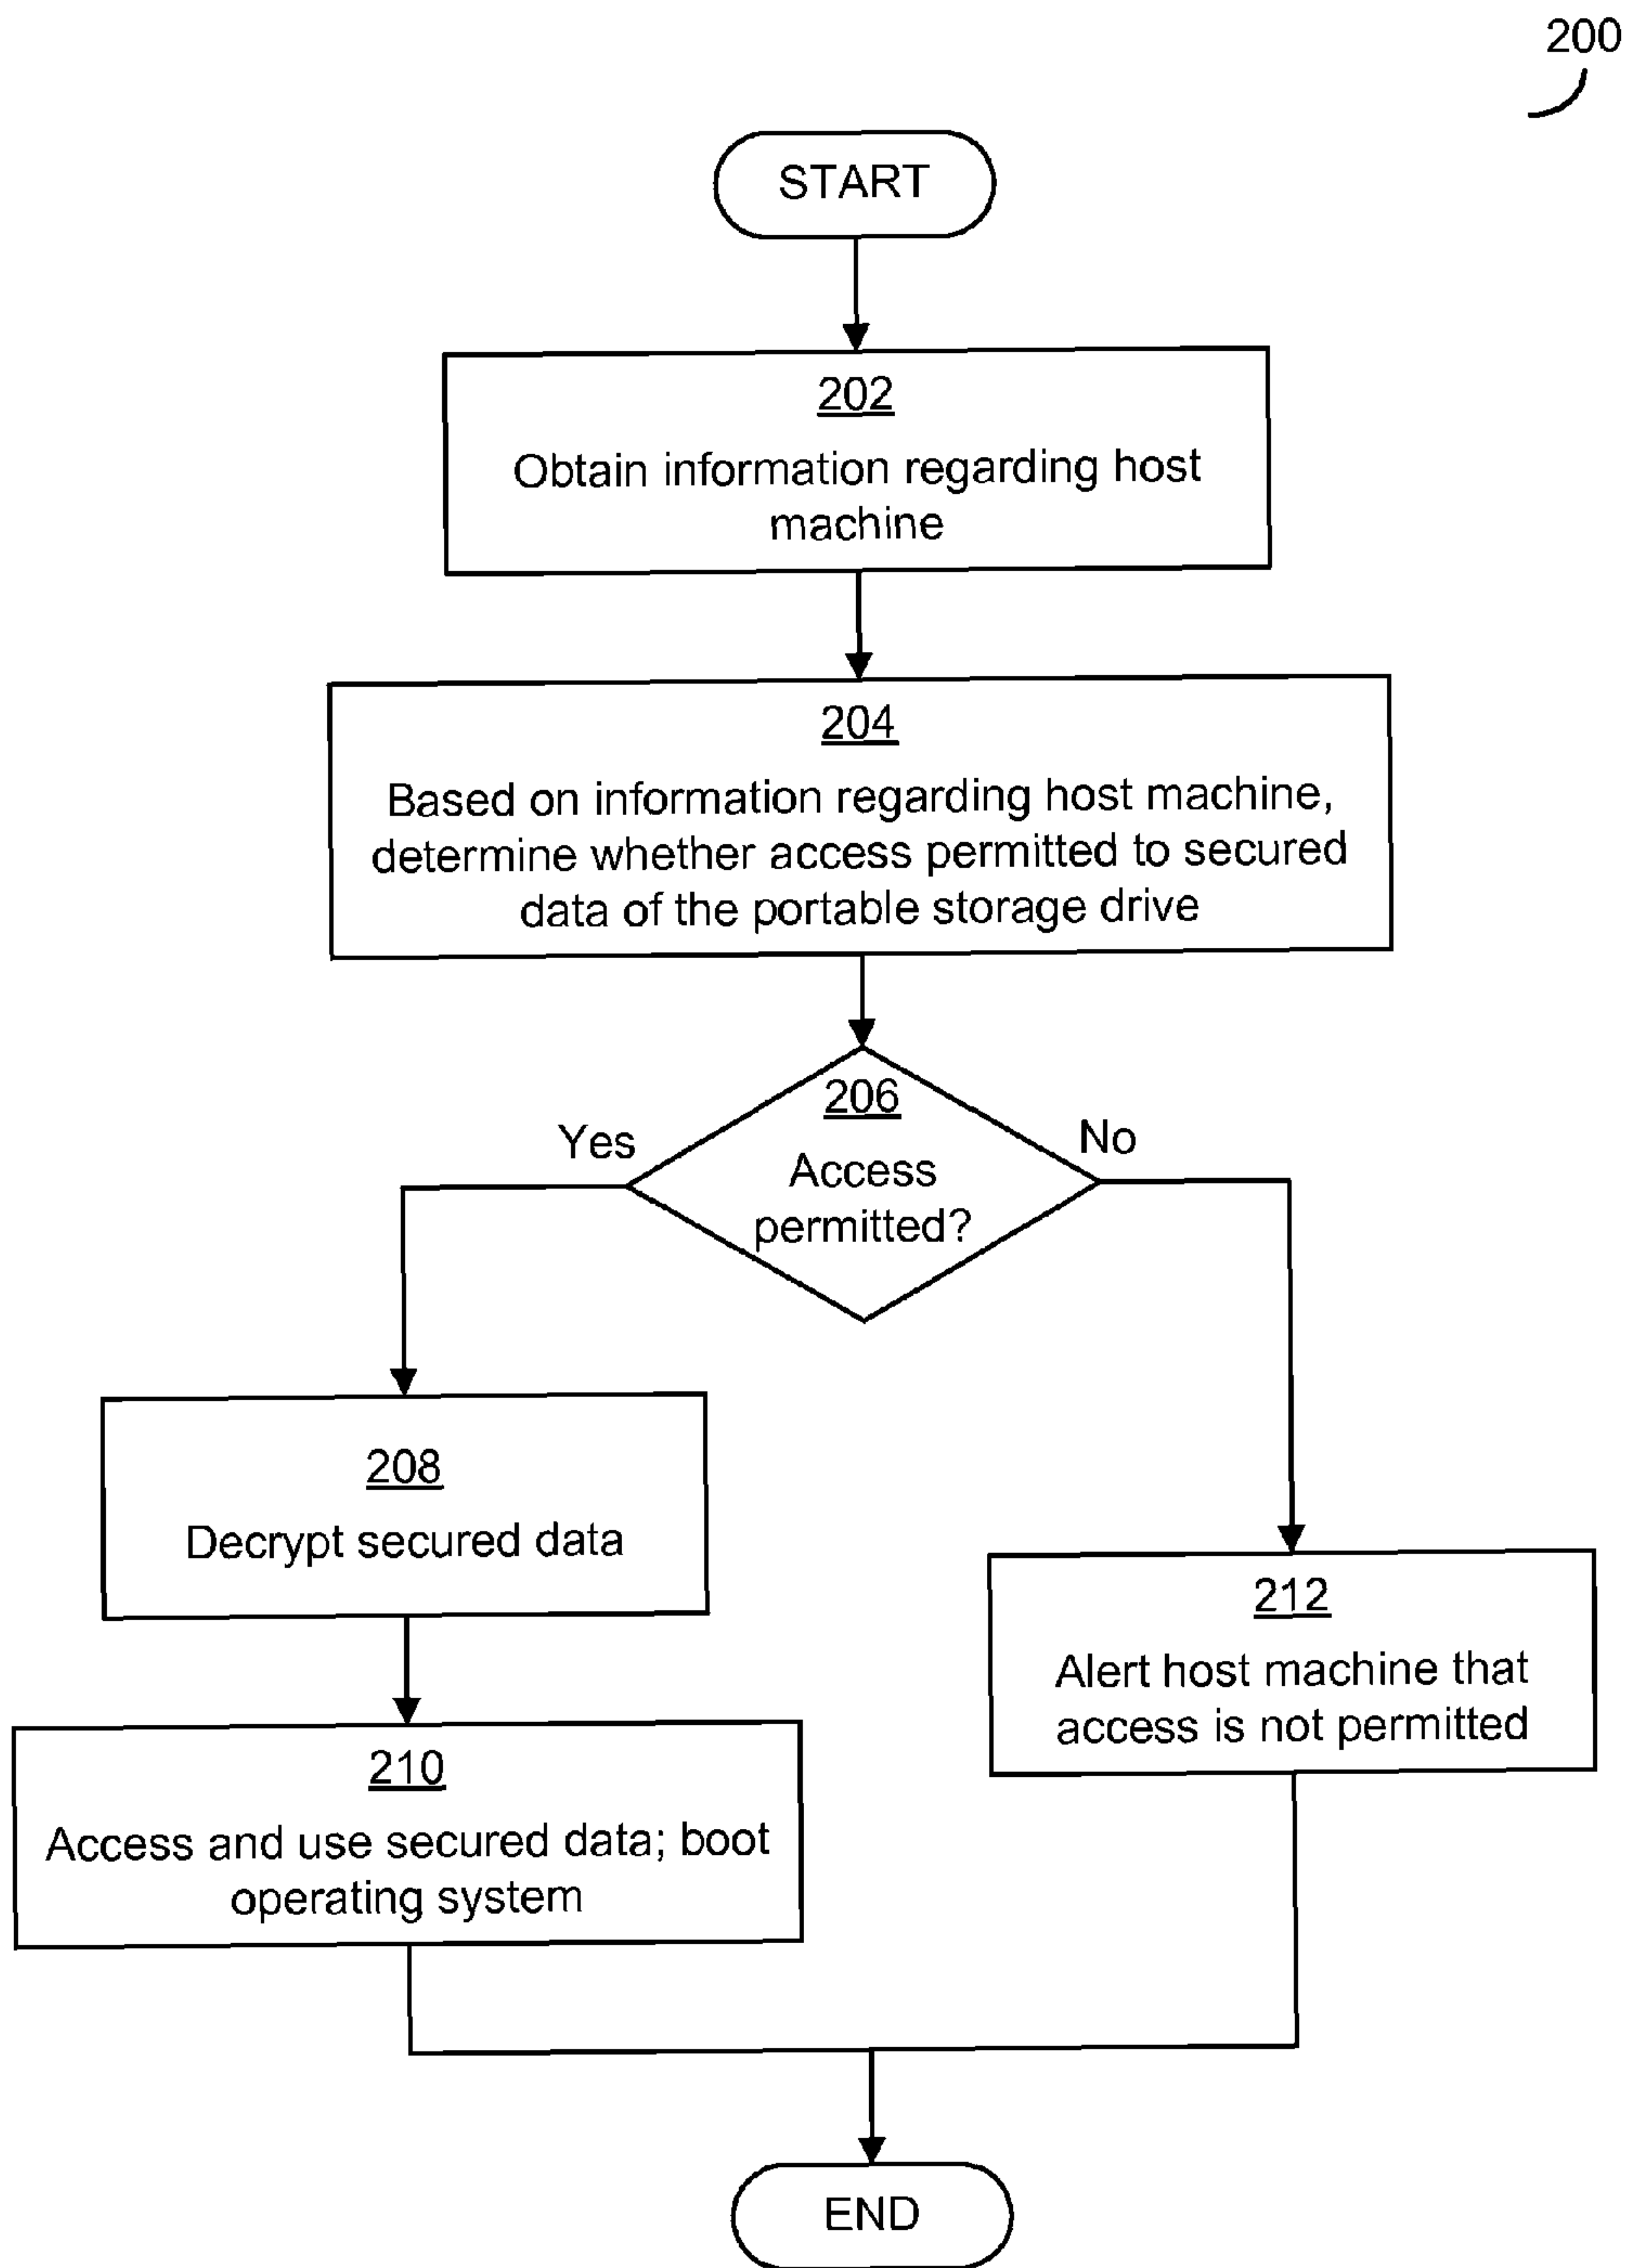 200
START
202
Obtain information regarding host
machine
204
Based on information regarding host machine,
determine whether access permitted to secured
data of the portable storage drive
206
Yes
No
Access
permitted?
208
Decrypt secured data
212
Alert host machine that
access is not permitted
210
Access and use secured data; boot
operating system
END